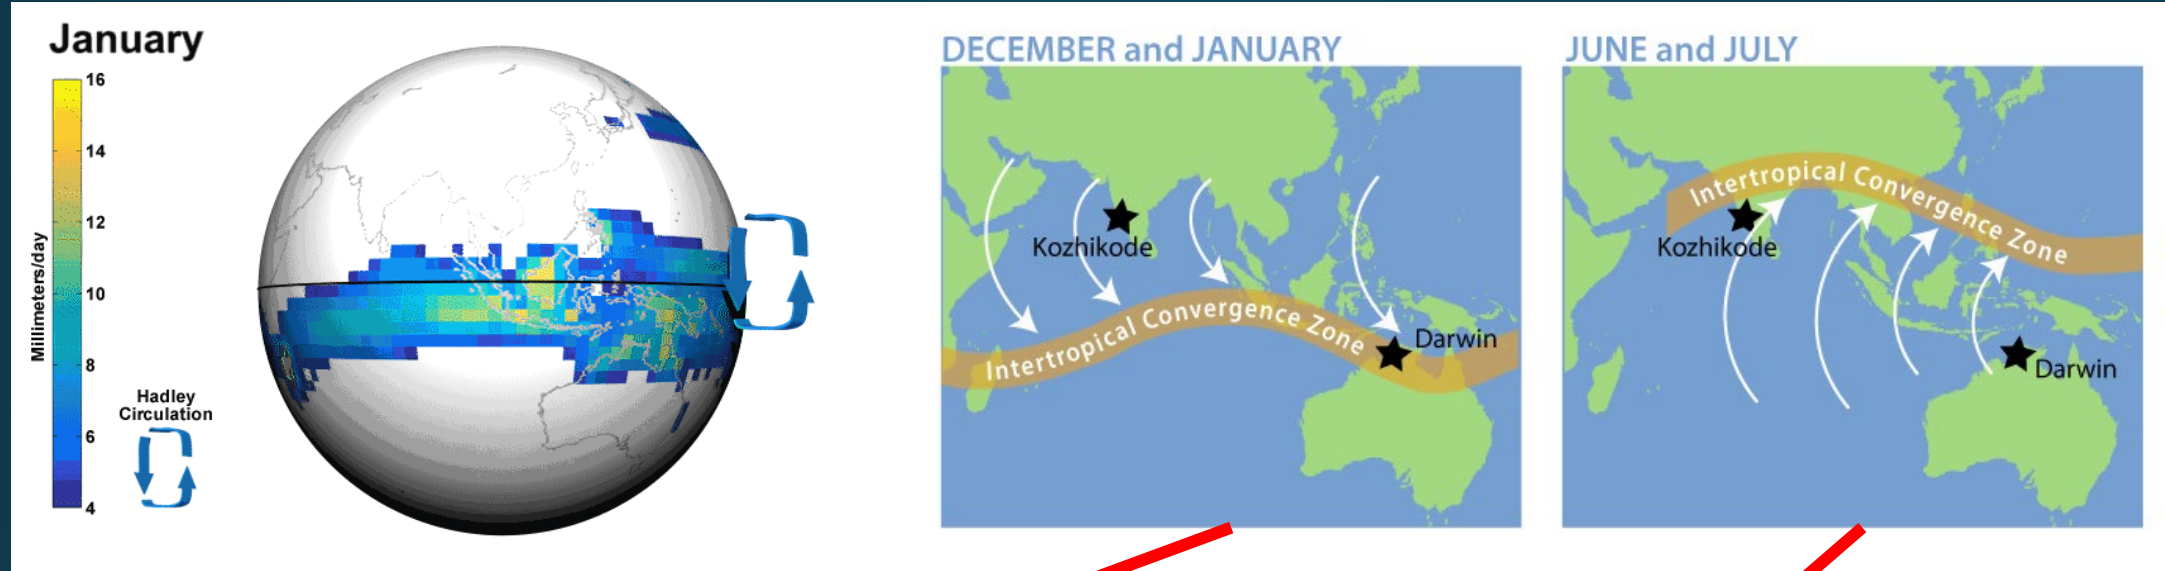 January
16
14
12
10
8
6
4
Millimeters/day
Hadley
Circulation
DECEMBER and JANUARY
Kozhikode
Intertropical Convergence Zone
Darwin
JUNE and JULY
Intertropical Convergence Zone
Kozhikode
Darwin